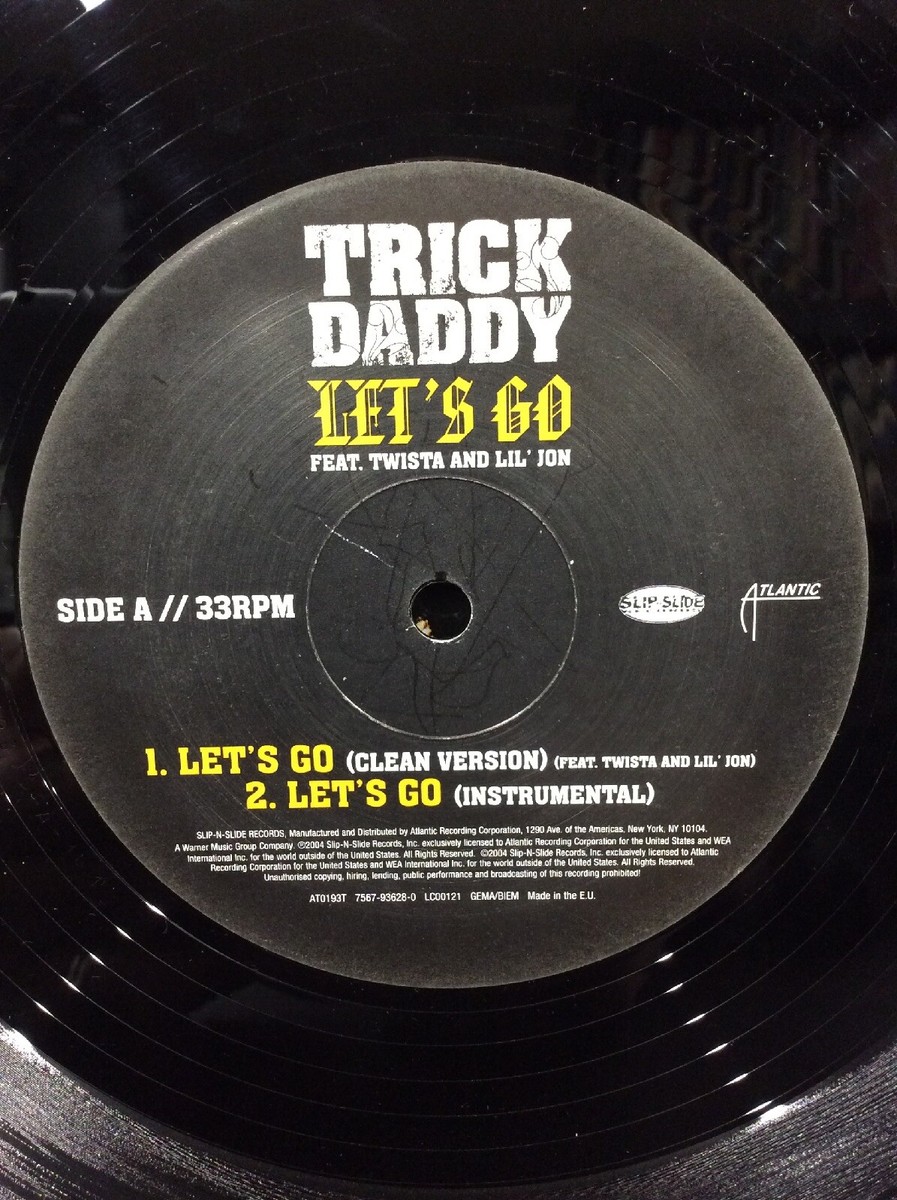 TRICK
DADDY
LET'S GO
FEAT. TWISTA AND LIL' JON
SIDE A // 33RPM
SLIP SLIDE
ATLANTIC
1. LET'S GO (CLEAN VERSION) (FEAT. TWISTA AND LIL' JON)
2. LET'S GO (INSTRUMENTAL)
SLIP-N-SLIDE RECORDS, Manufactured and Distributed by Atlantic Recording Corporation, 1290 Ave. of the Americas, New York, NY 10104.
A Warner Music Group Company. ℗2004 Slip-N-Slide Records, Inc. exclusively licensed to Atlantic Recording Corporation for the United States and WEA
International Inc. for the world outside of the United States. All Rights Reserved. ©2004 Slip-N-Slide Records, Inc. exclusively licensed to Atlantic
Recording Corporation for the United States and WEA International Inc. for the world outside of the United States. All Rights Reserved.
Unauthorised copying, hiring, lending, public performance and broadcasting of this recording prohibited!
AT0193T 7567-93628-0 LC00121 GEMA/BIEM Made in the E.U.